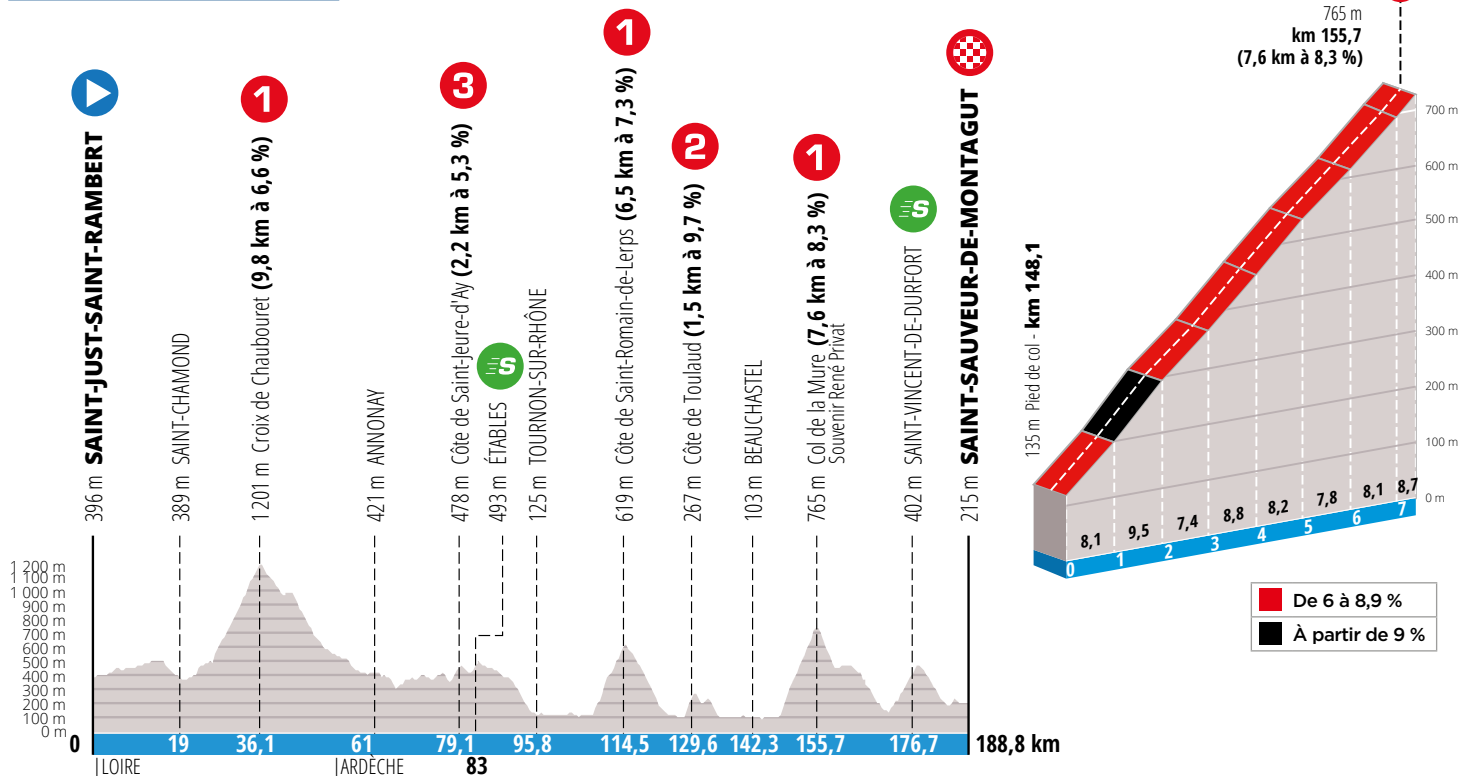 396 m SAINT-JUST-SAINT-RAMBERT
389 m SAINT-CHAMOND
1
1201 m Croix de Chaubouret (9,8 km à 6,6 %)
421 m ANNONAY
3
478 m Côte de Saint-Jeure-d'Ay (2,2 km à 5,3 %)
S
493 m ÉTABLES
125 m TOURNON-SUR-RHÔNE
1
619 m Côte de Saint-Romain-de-Lerps (6,5 km à 7,3 %)
2
267 m Côte de Toulaud (1,5 km à 9,7 %)
103 m BEAUCHASTEL
1
765 m Col de la Mure (7,6 km à 8,3 %)
Souvenir René Privat
S
402 m SAINT-VINCENT-DE-DURFORT
215 m SAINT-SAUVEUR-DE-MONTAGUT
1 200 m
1 100 m
1 000 m
900 m
800 m
700 m
600 m
500 m
400 m
300 m
200 m
100 m
0 m
0 19 36,1 61 79,1 95,8 114,5 129,6 142,3 155,7 176,7 188,8 km
|LOIRE |ARDÈCHE 83
765 m
km 155,7
(7,6 km à 8,3 %)
135 m Pied de col - km 148,1
700 m
600 m
500 m
400 m
300 m
200 m
100 m
0 m
8,1 9,5 7,4 8,8 8,2 7,8 8,1 8,7
0 1 2 3 4 5 6 7
De 6 à 8,9 %
À partir de 9 %